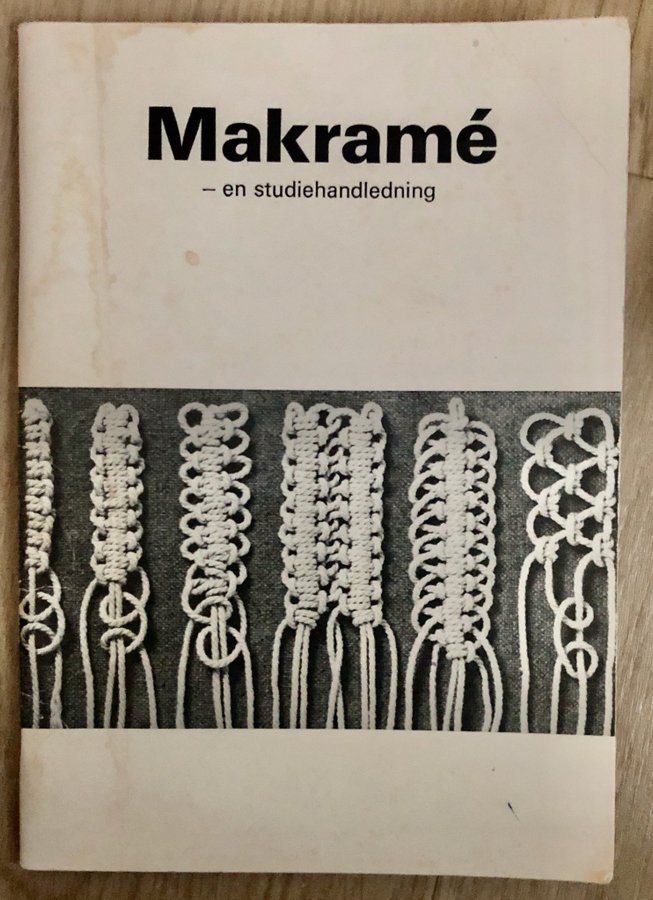 Makramé
– en studiehandledning